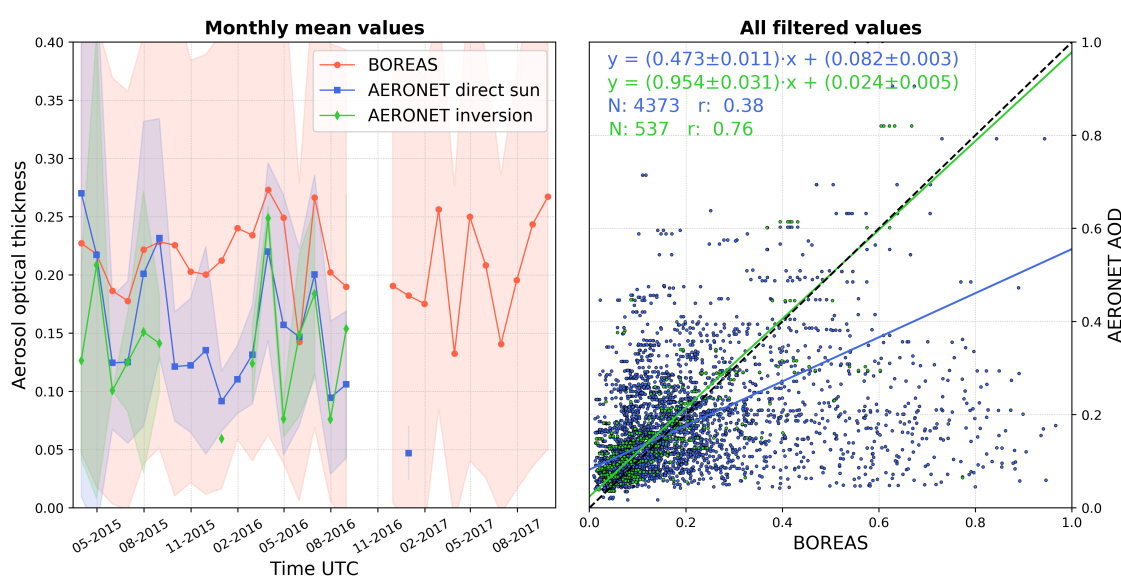 Monthly mean values
0.40
0.35
0.30
0.25
0.20
0.15
0.10
0.05
0.00
Aerosol optical thickness
BOREAS
AERONET direct sun
AERONET inversion
05-2015
08-2015
11-2015
02-2016
05-2016
08-2016
11-2016
02-2017
05-2017
08-2017
Time UTC
All filtered values
y = (0.473±0.011)·x + (0.082±0.003)
y = (0.954±0.031)·x + (0.024±0.005)
N: 4373 r: 0.38
N: 537 r: 0.76
1.0
0.8
0.6
0.4
0.2
0.0
AERONET AOD
0.0
0.2
0.4
0.6
0.8
1.0
BOREAS